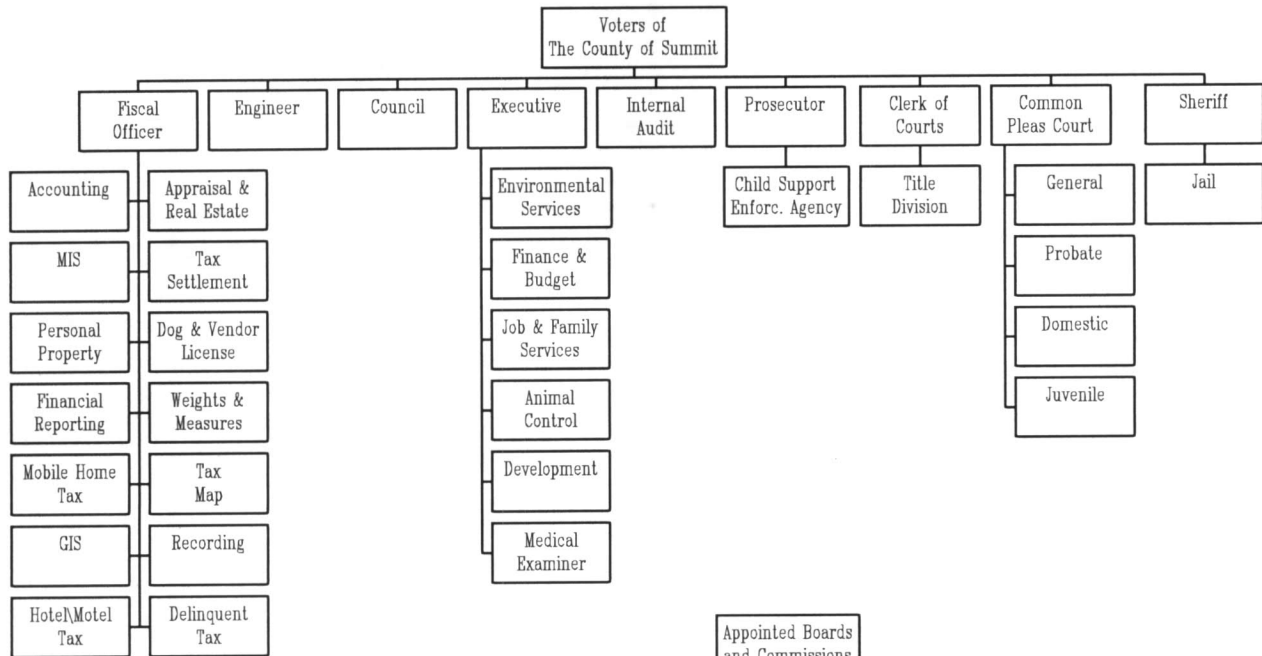 Voters of
The County of Summit
Fiscal
Officer
Engineer
Council
Executive
Internal
Audit
Prosecutor
Clerk of
Courts
Common
Pleas Court
Sheriff
Accounting
Appraisal &
Real Estate
MIS
Tax
Settlement
Personal
Property
Dog & Vendor
License
Financial
Reporting
Weights &
Measures
Mobile Home
Tax
Tax
Map
GIS
Recording
Hotel\Motel
Tax
Delinquent
Tax
Environmental
Services
Finance &
Budget
Job & Family
Services
Animal
Control
Development
Medical
Examiner
Child Support
Enforc. Agency
Title
Division
General
Probate
Domestic
Juvenile
Jail
Appointed Boards
and Commissions